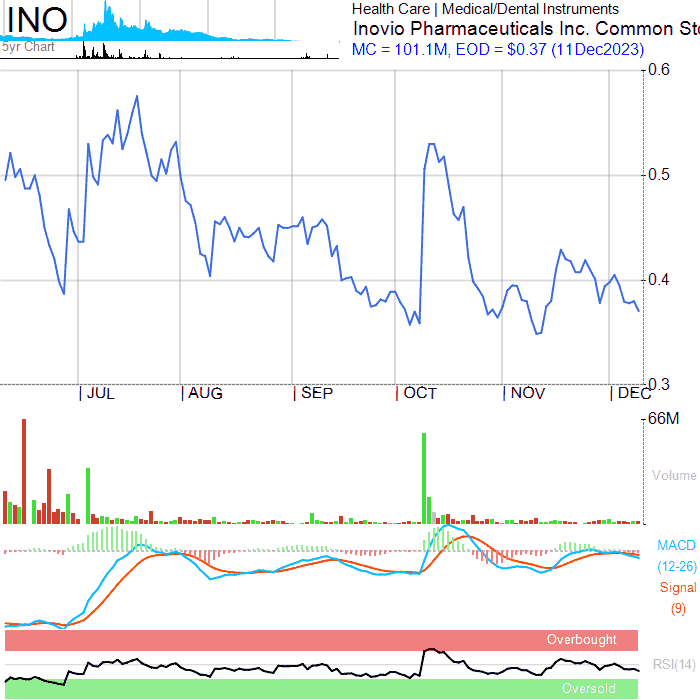 INO
5yr Chart
Health Care | Medical/Dental Instruments
Inovio Pharmaceuticals Inc. Common Sto
MC = 101.1M, EOD = $0.37 (11Dec2023)
0.6
0.5
0.4
0.3
JUL
AUG
SEP
OCT
NOV
DEC
66M
Volume
MACD
(12-26)
Signal
(9)
Overbought
RSI(14)
Oversold